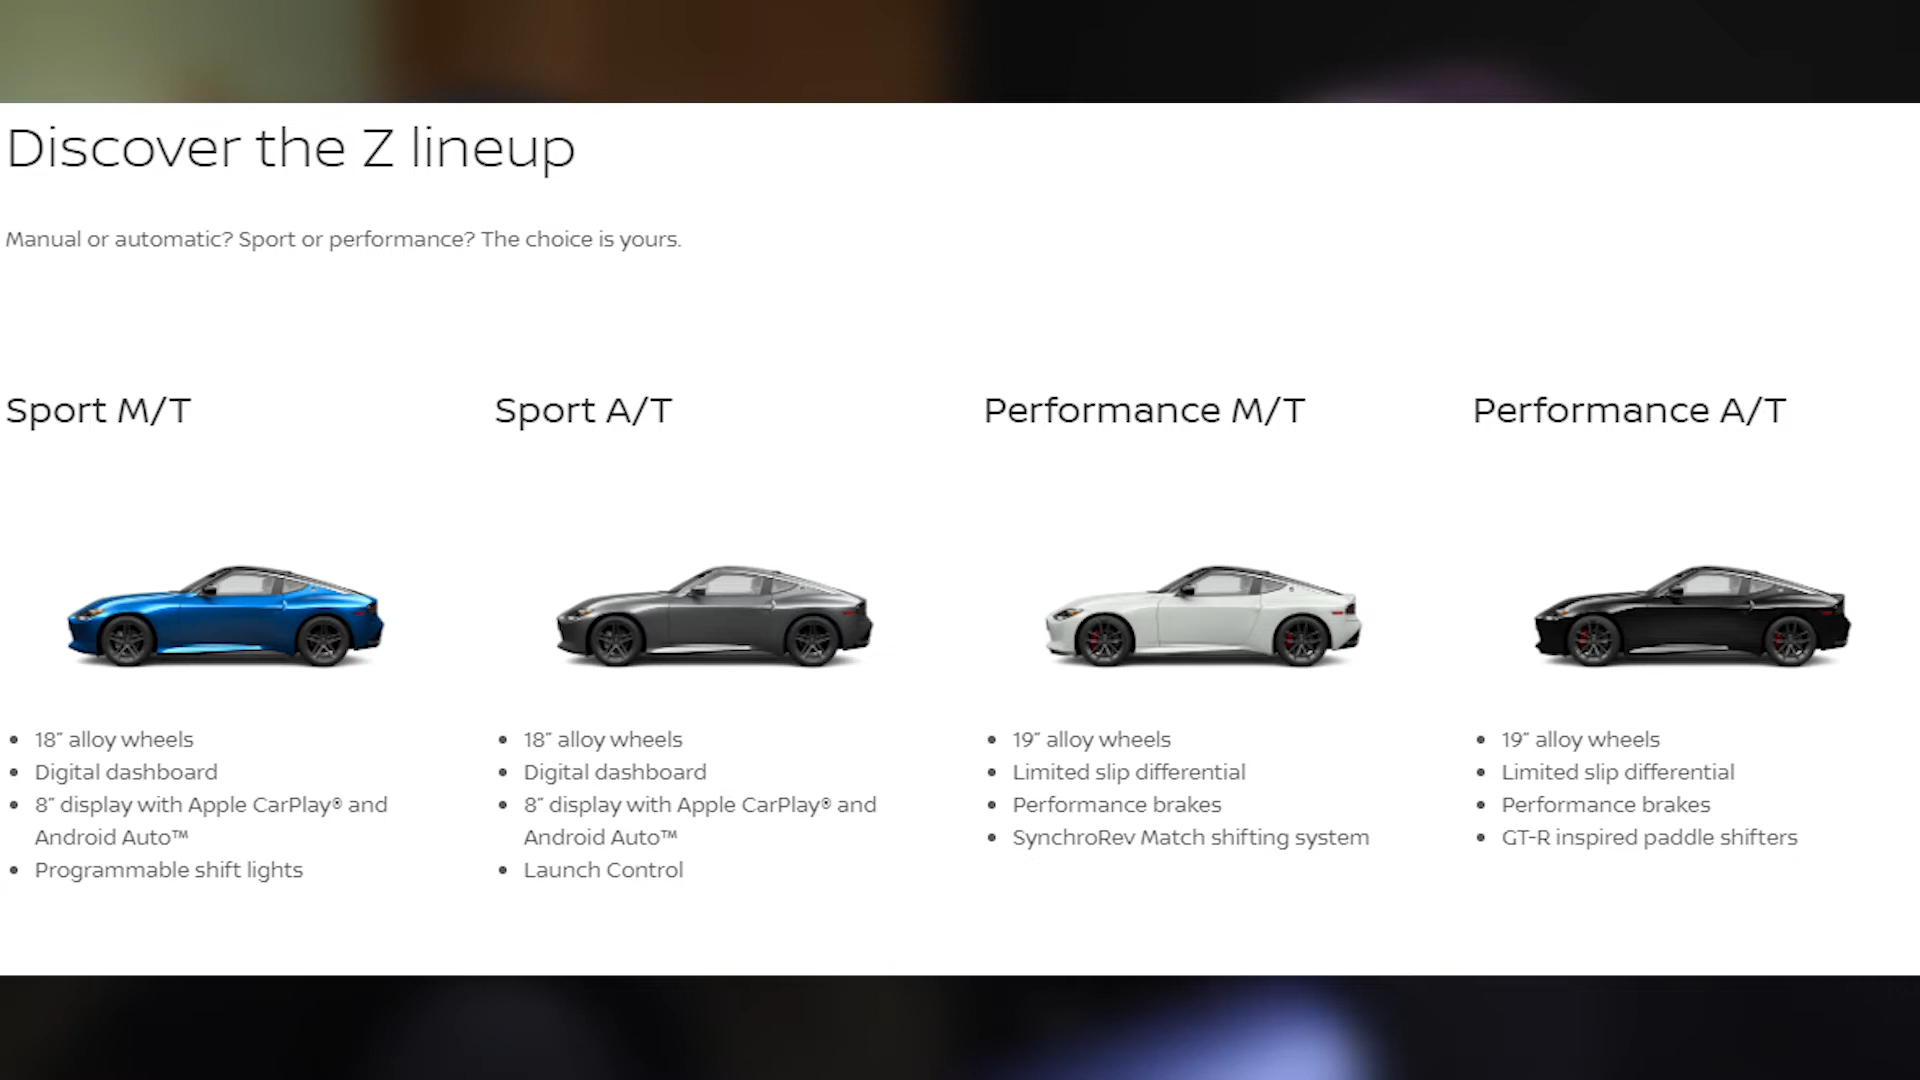 Discover the Z lineup
Manual or automatic? Sport or performance? The choice is yours.
Sport M/T
18″ alloy wheels
Digital dashboard
8″ display with Apple CarPlay® and
Android Auto™
Programmable shift lights
Sport A/T
18″ alloy wheels
Digital dashboard
8″ display with Apple CarPlay® and
Android Auto™
Launch Control
Performance M/T
19″ alloy wheels
Limited slip differential
Performance brakes
SynchroRev Match shifting system
Performance A/T
19″ alloy wheels
Limited slip differential
Performance brakes
GT-R inspired paddle shifters